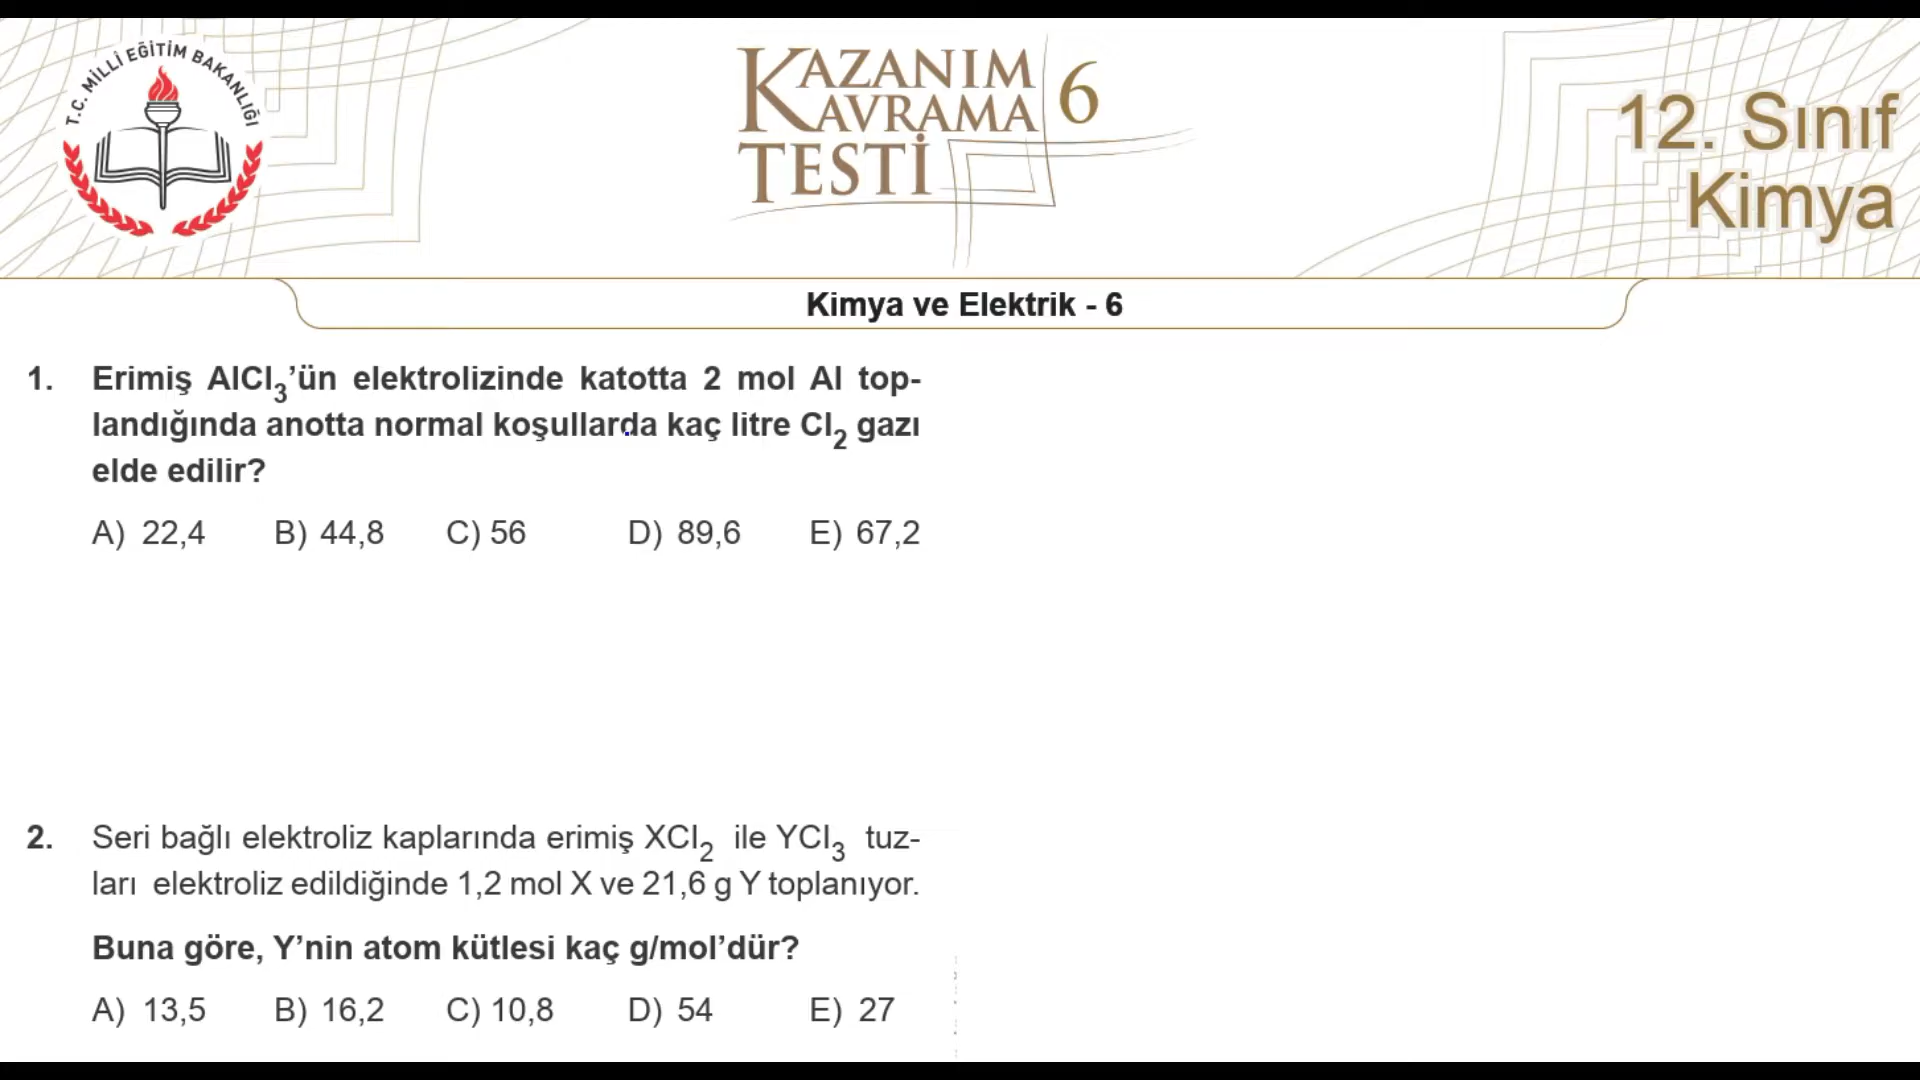 T.C. MİLLÎ EĞİTİM BAKANLIĞI
KAZANIM
KAVRAMA 6
TESTİ
12. Sınıf
Kimya
Kimya ve Elektrik - 6
1. Erimiş AlCl3’ün elektrolizinde katotta 2 mol Al top-
landığında anotta normal koşullarda kaç litre Cl2 gazı
elde edilir?
A) 22,4 B) 44,8 C) 56 D) 89,6 E) 67,2
2. Seri bağlı elektroliz kaplarında erimiş XCl2 ile YCl3 tuz-
ları elektroliz edildiğinde 1,2 mol X ve 21,6 g Y toplanıyor.
Buna göre, Y’nin atom kütlesi kaç g/mol’dür?
A) 13,5 B) 16,2 C) 10,8 D) 54 E) 27